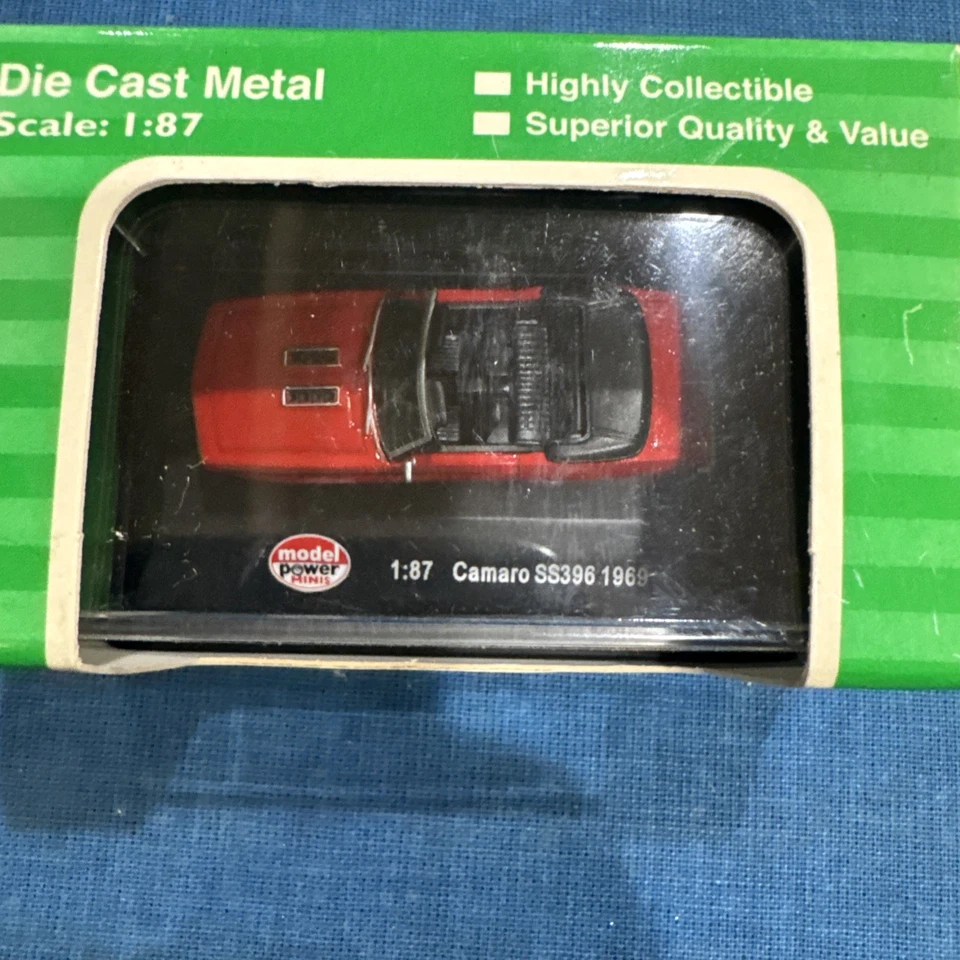 Die Cast Metal
Scale: 1:87
Highly Collectible
Superior Quality & Value
model
power
MINIS
1:87 Camaro SS396 1969